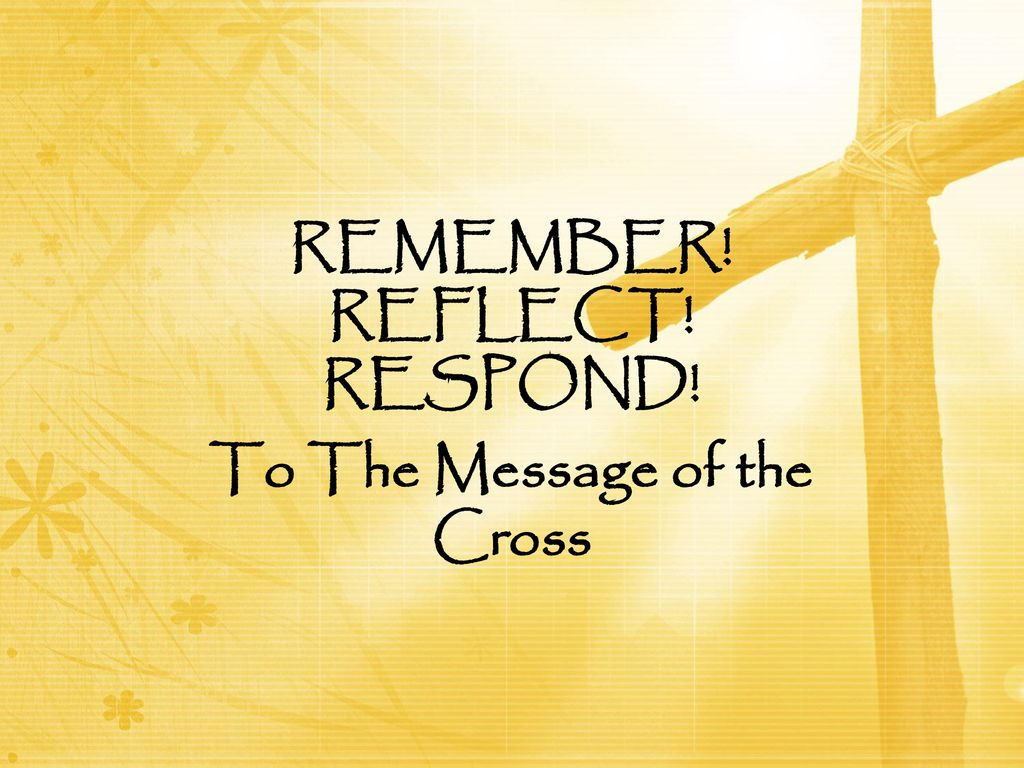 REMEMBER!
REFLECT!
RESPOND!
To The Message of the
Cross